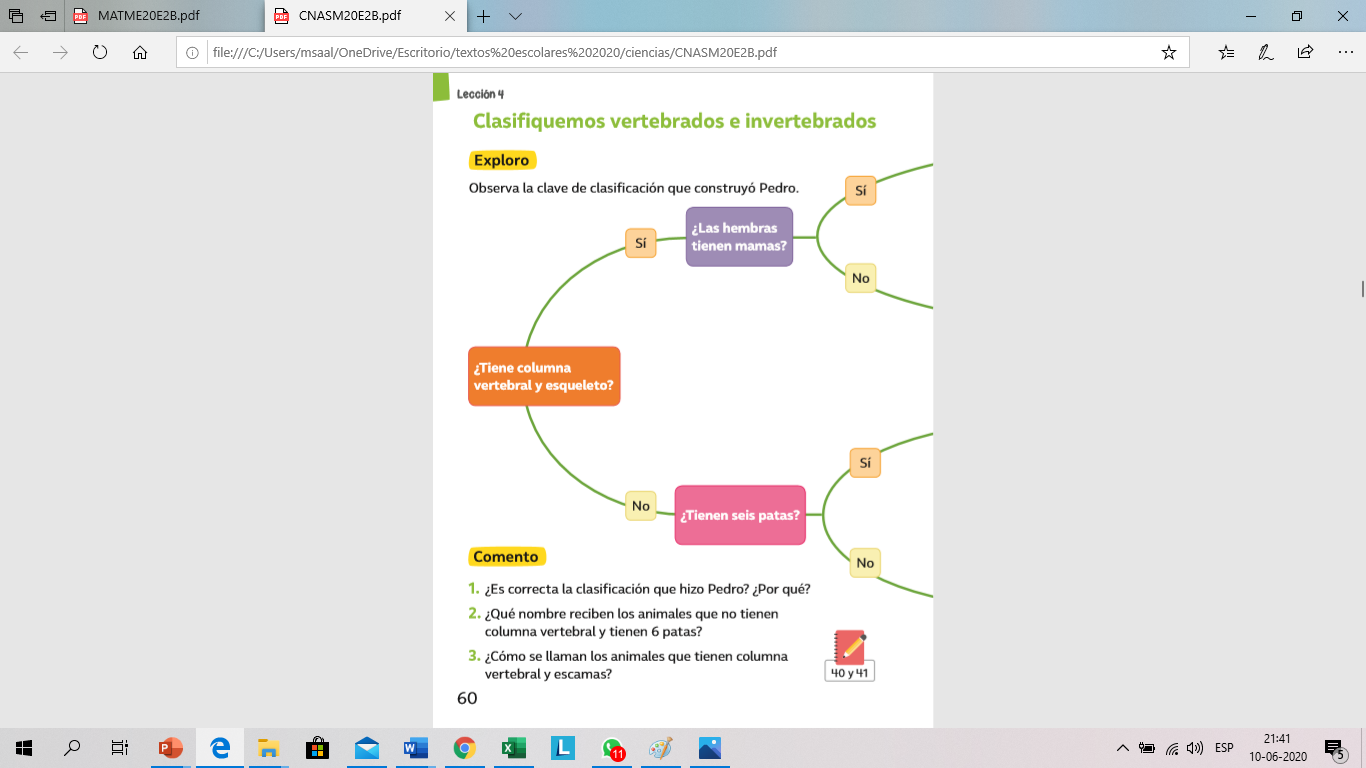 MATME20E2B.pdf
CNASM20E2B.pdf
file:///C:/Users/msaal/OneDrive/Escritorio/textos%20escolares%202020/ciencias/CNASM20E2B.pdf
Lección 4
Clasifiquemos vertebrados e invertebrados
Exploro
Observa la clave de clasificación que construyó Pedro.
Sí
¿Las hembras
tienen mamas?
Sí
No
¿Tiene columna
vertebral y esqueleto?
Sí
No
¿Tienen seis patas?
No
Comento
1. ¿Es correcta la clasificación que hizo Pedro? ¿Por qué?
2. ¿Qué nombre reciben los animales que no tienen
columna vertebral y tienen 6 patas?
3. ¿Cómo se llaman los animales que tienen columna
vertebral y escamas?
40 y 41
60
11
ESP
21:41
10-06-2020
5